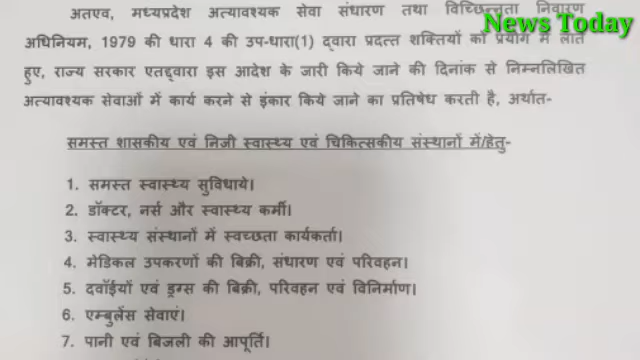 अतएव, मध्यप्रदेश अत्यावश्यक सेवा संधारण तथा विच्छिन्नता निवारण
News Today
अधिनियम, 1979 की धारा 4 की उप-धारा(1) द्वारा प्रदत्त शक्तियों को प्रयोग में लाते
हुए, राज्य सरकार एतद्द्वारा इस आदेश के जारी किये जाने की दिनांक से निम्नलिखित
अत्यावश्यक सेवाओं में कार्य करने से इंकार किये जाने का प्रतिषेध करती है, अर्थात-
समस्त शासकीय एवं निजी स्वास्थ्य एवं चिकित्सकीय संस्थानों में/हेतु-
1. समस्त स्वास्थ्य सुविधाये।
2. डॉक्टर, नर्स और स्वास्थ्य कर्मी।
3. स्वास्थ्य संस्थानों में स्वच्छता कार्यकर्ता।
4. मेडिकल उपकरणों की बिक्री, संधारण एवं परिवहन।
5. दवाॅईयों एवं ड्रग्स की बिक्री, परिवहन एवं विनिर्माण।
6. एम्बुलेंस सेवाएं।
7. पानी एवं बिजली की आपूर्ति।